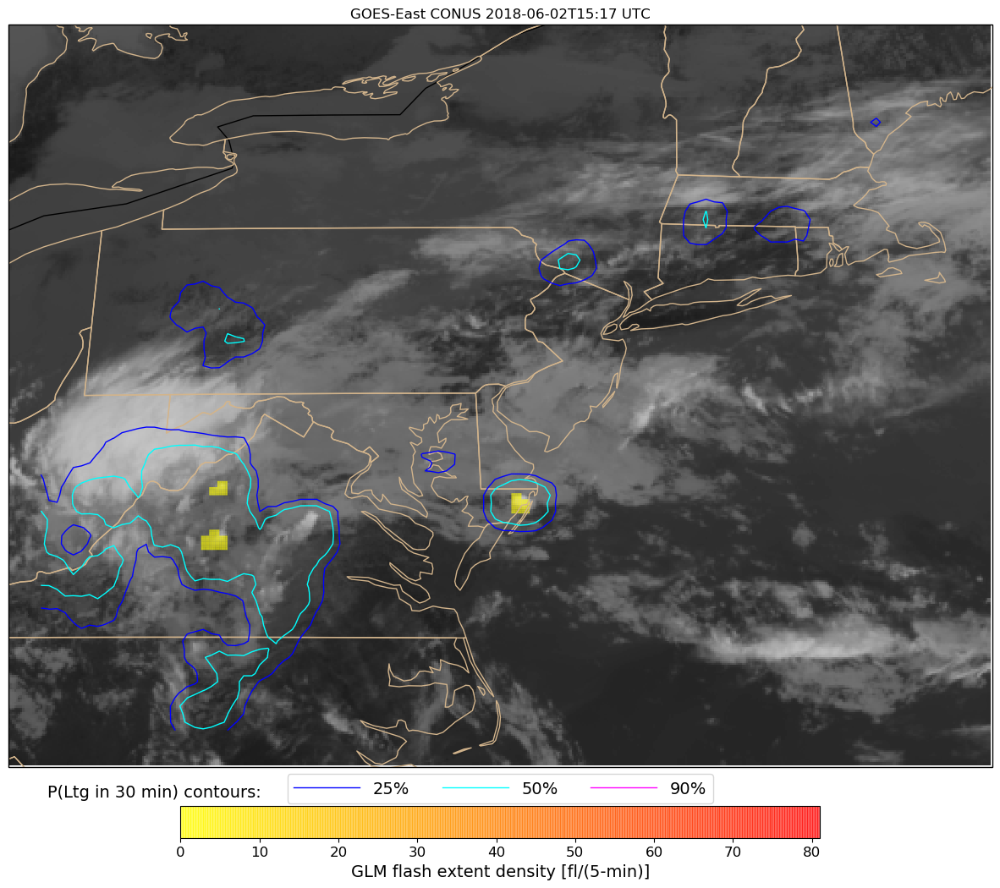 GOES-East CONUS 2018-06-02T15:17 UTC
P(Ltg in 30 min) contours: 25% 50% 90%
0 10 20 30 40 50 60 70 80
GLM flash extent density [fl/(5-min)]